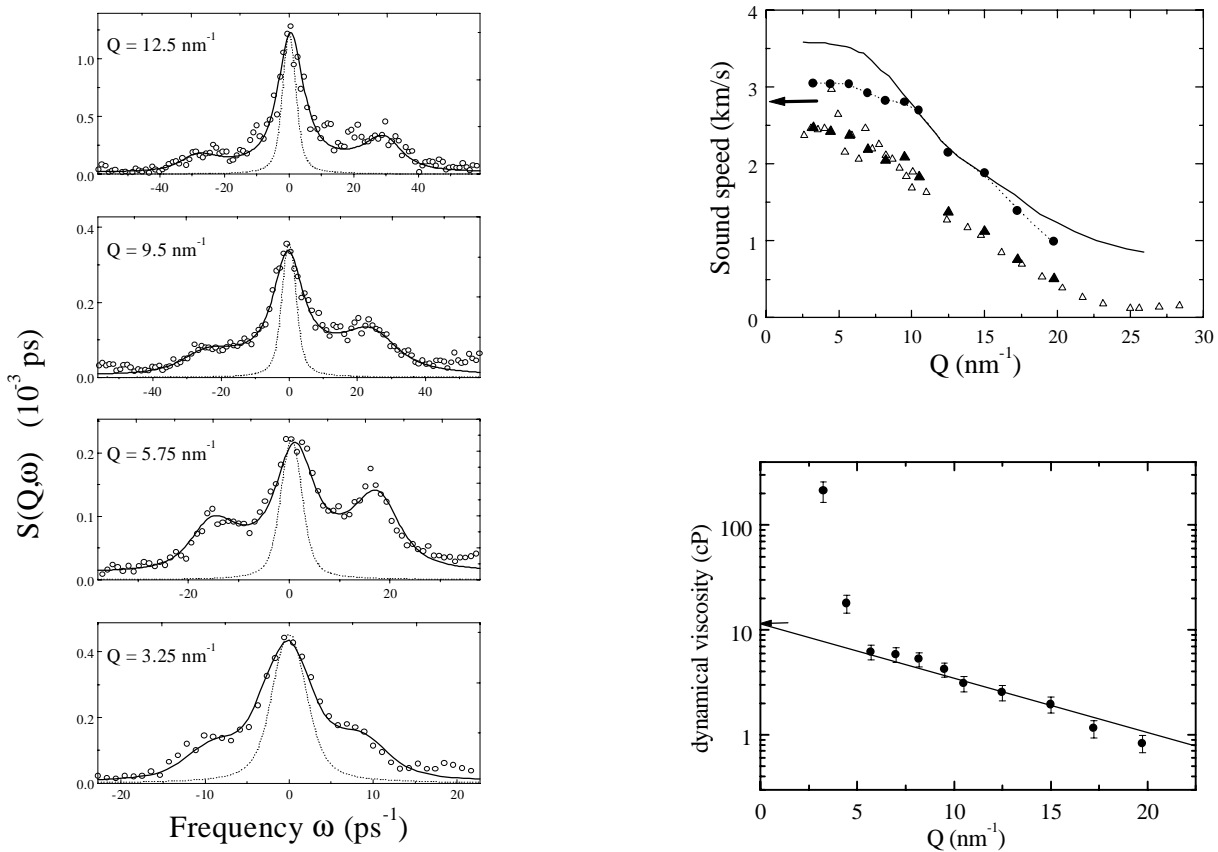 Q = 12.5 nm-1
1.0
0.5
0.0
-40 -20 0 20 40
Q = 9.5 nm-1
0.4
0.3
0.2
0.1
0.0
-40 -20 0 20 40
Q = 5.75 nm-1
0.2
0.1
0.0
-20 0 20
Q = 3.25 nm-1
0.4
0.2
0.0
-20 -10 0 10 20
S(Q,ω) (10-3 ps)
Frequency ω (ps-1)
4
3
2
1
0
0 5 10 15 20 25 30
Sound speed (km/s)
Q (nm-1)
100
10
1
0 5 10 15 20
dynamical viscosity (cP)
Q (nm-1)